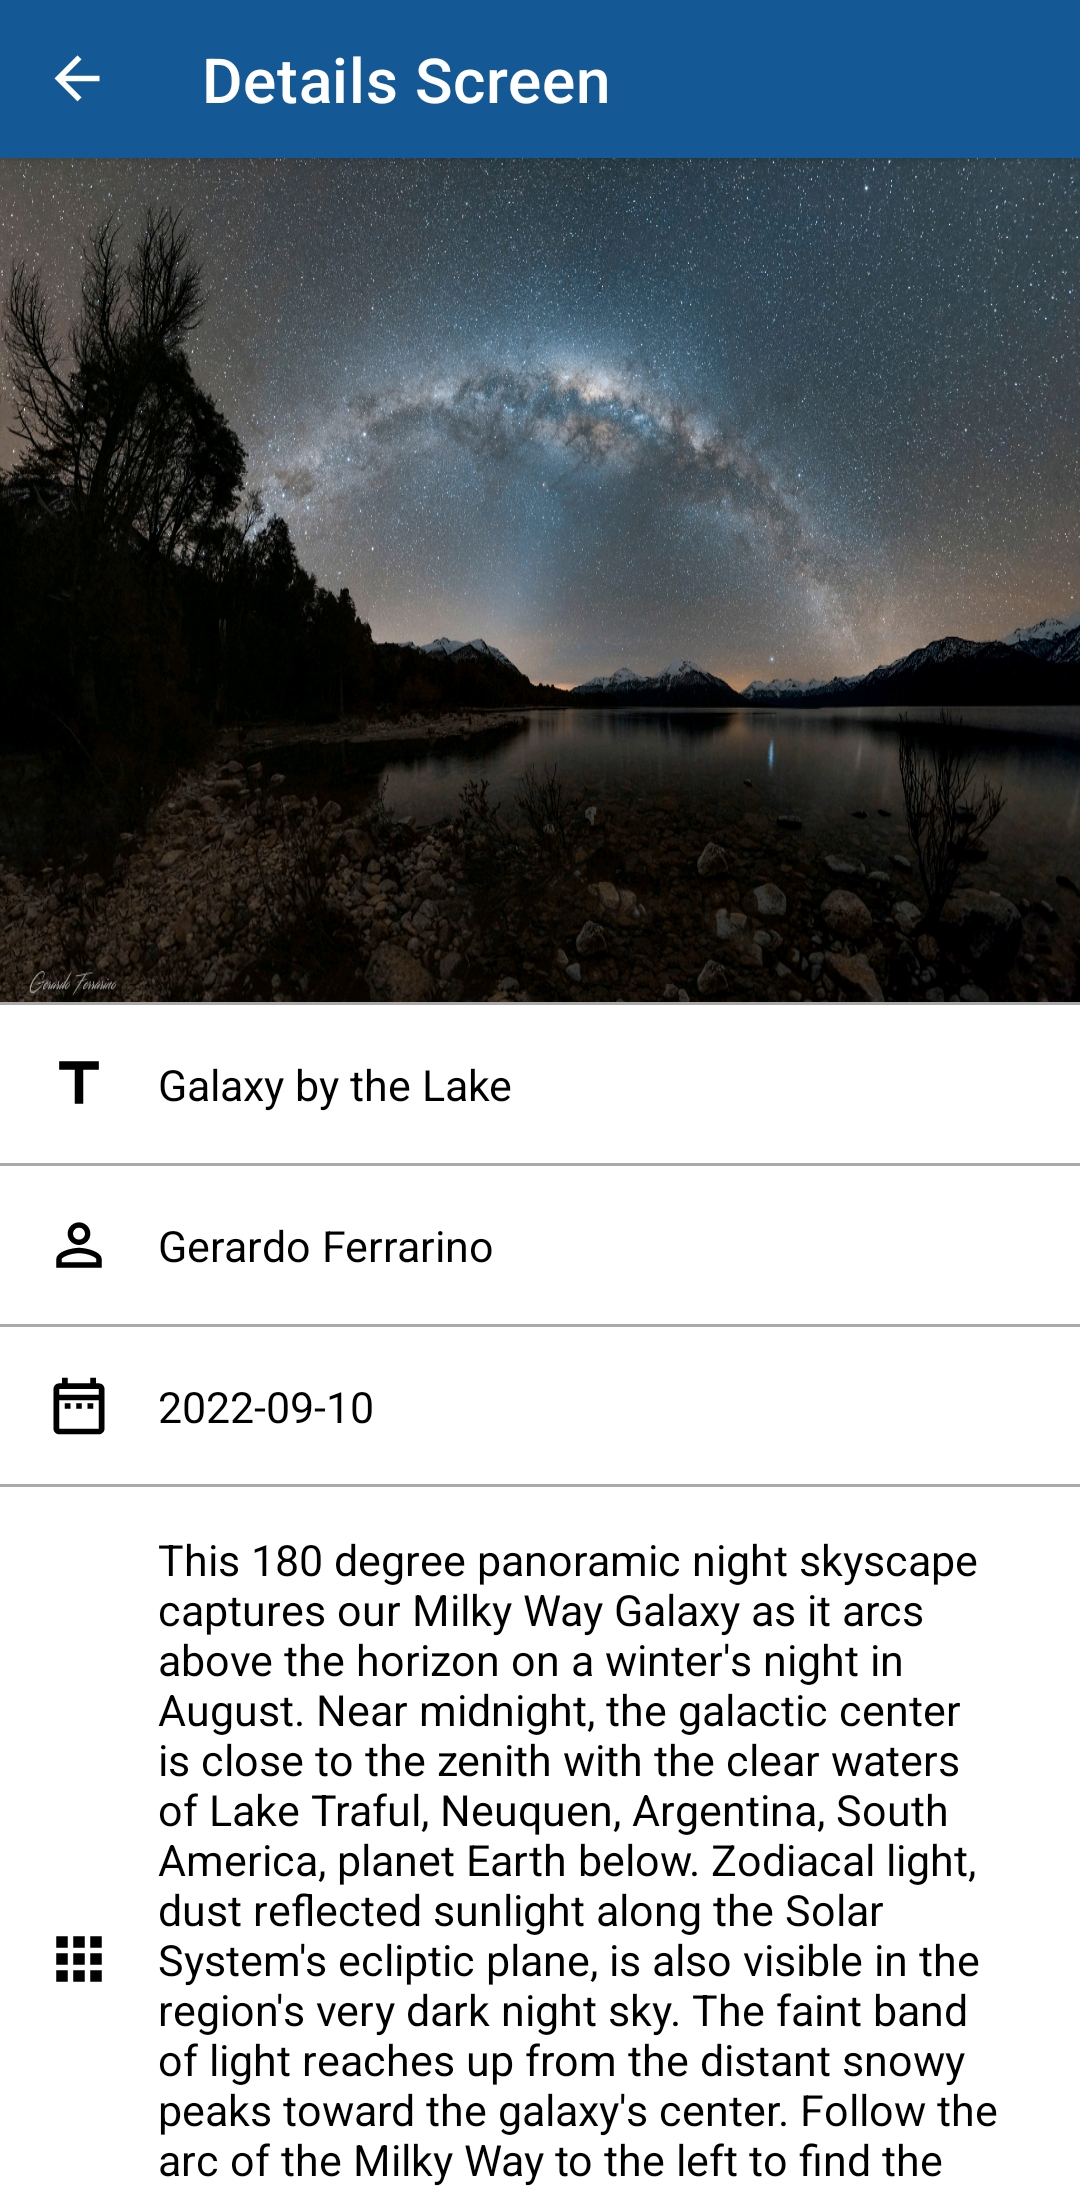 Details Screen
Gerardo Ferrarino
Galaxy by the Lake
Gerardo Ferrarino
2022-09-10
This 180 degree panoramic night skyscape
captures our Milky Way Galaxy as it arcs
above the horizon on a winter's night in
August. Near midnight, the galactic center
is close to the zenith with the clear waters
of Lake Traful, Neuquen, Argentina, South
America, planet Earth below. Zodiacal light,
dust reflected sunlight along the Solar
System's ecliptic plane, is also visible in the
region's very dark night sky. The faint band
of light reaches up from the distant snowy
peaks toward the galaxy's center. Follow the
arc of the Milky Way to the left to find the